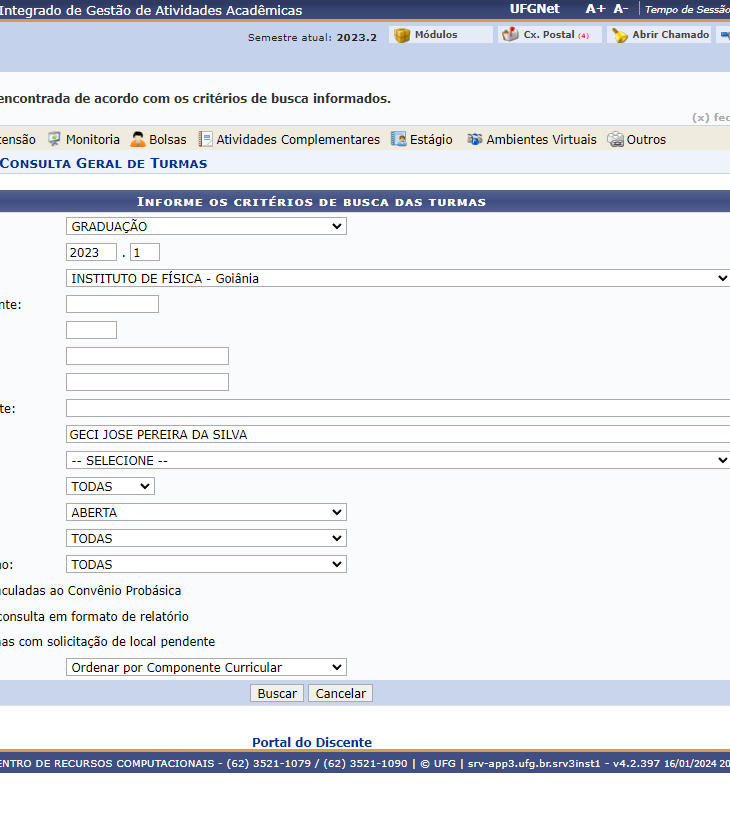 Integrado de Gestão de Atividades Acadêmicas UFGNet A+ A- Tempo de Sessão
Semestre atual: 2023.2 Módulos Cx. Postal (4) Abrir Chamado
encontrada de acordo com os critérios de busca informados.
(x) fec
tensão Monitoria Bolsas Atividades Complementares Estágio Ambientes Virtuais Outros
Consulta Geral de Turmas
Informe os critérios de busca das turmas
GRADUAÇÃO
2023 . 1
INSTITUTO DE FÍSICA - Goiânia
nte:
te:
GECI JOSE PEREIRA DA SILVA
-- SELECIONE --
TODAS
ABERTA
TODAS
o: TODAS
culadas ao Convênio Probásica
consulta em formato de relatório
as com solicitação de local pendente
Ordenar por Componente Curricular
Buscar Cancelar
Portal do Discente
ENTRO DE RECURSOS COMPUTACIONAIS - (62) 3521-1079 / (62) 3521-1090 | © UFG | srv-app3.ufg.br.srv3inst1 - v4.2.397 16/01/2024 20